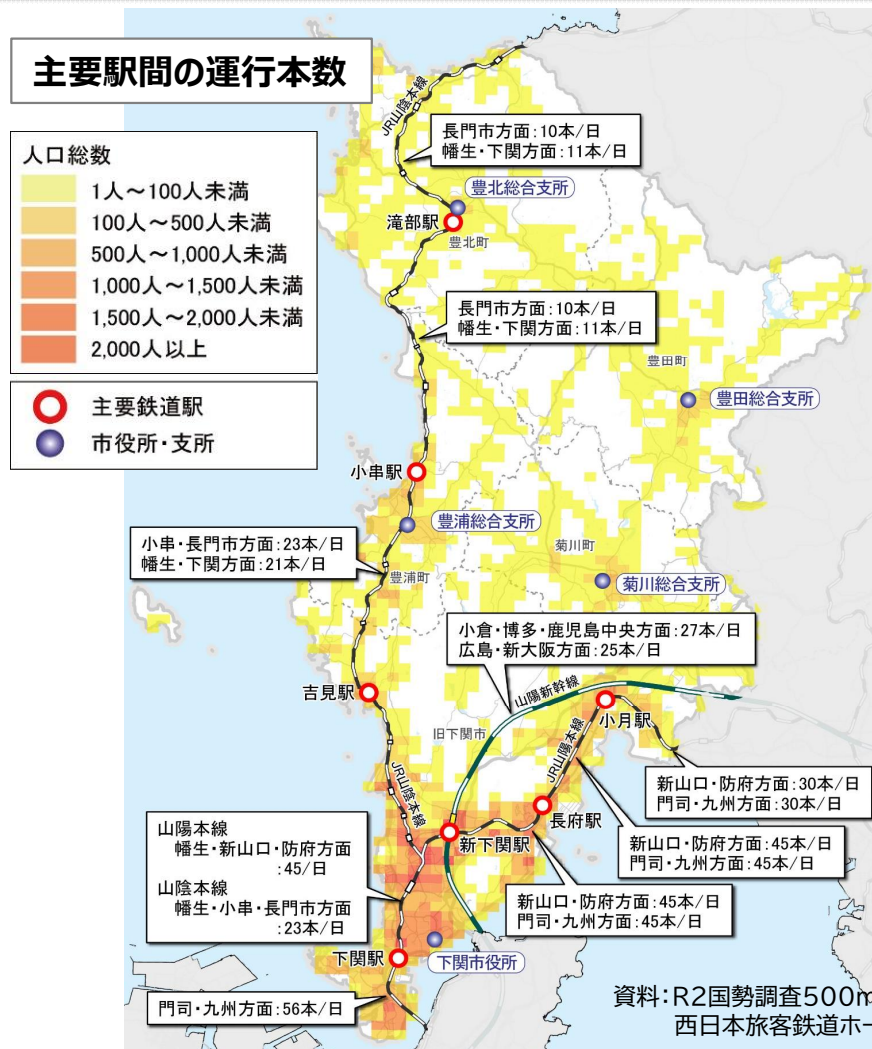 主要駅間の運行本数
人口総数
1人～100人未満
100人～500人未満
500人～1,000人未満
1,000人～1,500人未満
1,500人～2,000人未満
2,000人以上
主要鉄道駅
市役所・支所
JR山陰本線
長門市方面:10本/日
幡生・下関方面:11本/日
豊北総合支所
滝部駅
豊北町
長門市方面:10本/日
幡生・下関方面:11本/日
豊田町
豊田総合支所
小串駅
豊浦総合支所
小串・長門市方面:23本/日
幡生・下関方面:21本/日
豊浦町
菊川町
菊川総合支所
小倉・博多・鹿児島中央方面:27本/日
広島・新大阪方面:25本/日
吉見駅
山陽新幹線
小月駅
旧下関市
JR山陽本線
JR山陰本線
新山口・防府方面:30本/日
門司・九州方面:30本/日
長府駅
新下関駅
新山口・防府方面:45本/日
門司・九州方面:45本/日
山陽本線
幡生・新山口・防府方面
:45/日
山陰本線
幡生・小串・長門市方面
:23本/日
新山口・防府方面:45本/日
門司・九州方面:45本/日
下関駅
下関市役所
門司・九州方面:56本/日
資料:R2国勢調査500m
西日本旅客鉄道ホー